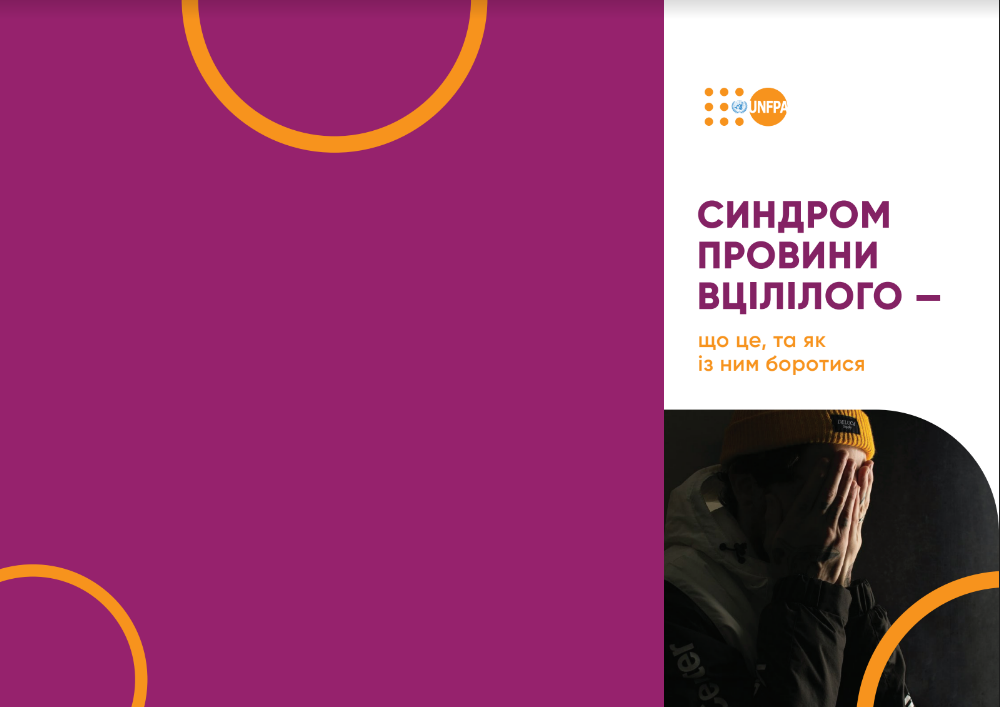 UNFPA
СИНДРОМ
ПРОВИНИ
ВЦІЛІЛОГО —
що це, та як
із ним боротися